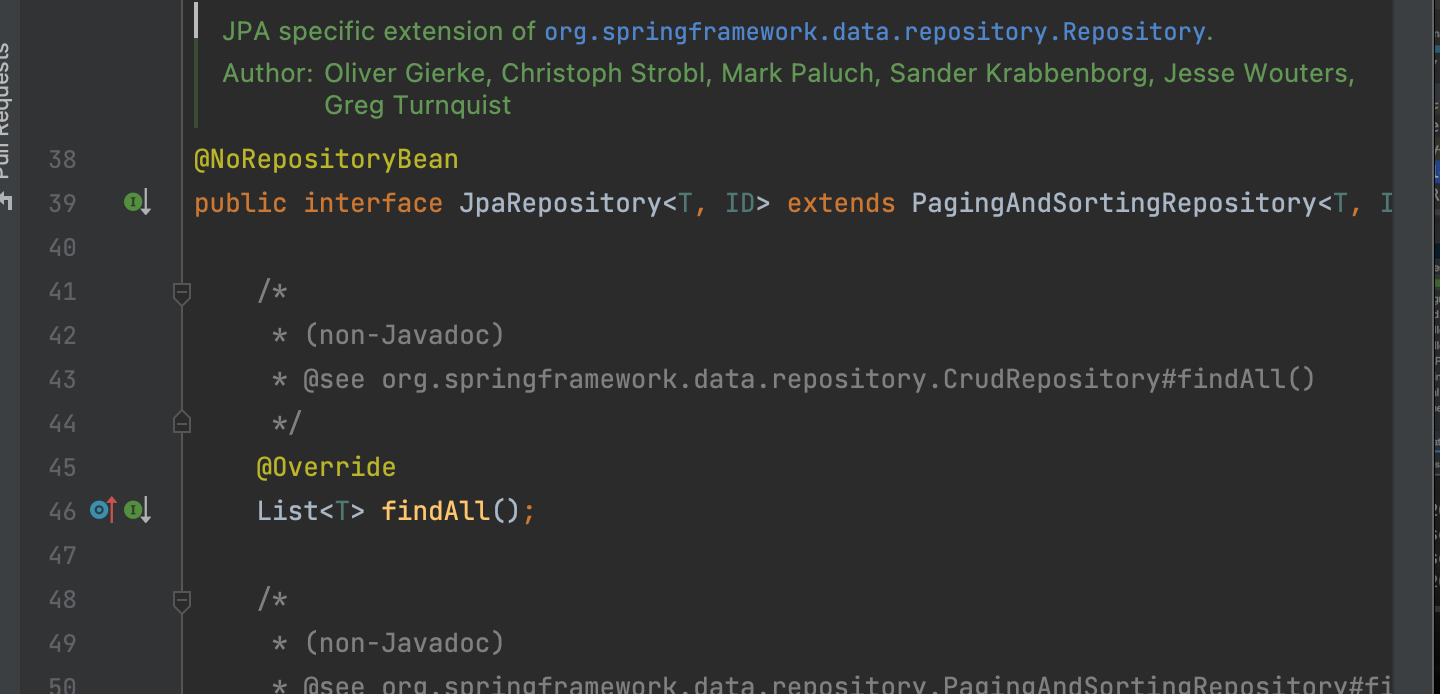 Pull Requests
JPA specific extension of org.springframework.data.repository.Repository.
Author: Oliver Gierke, Christoph Strobl, Mark Paluch, Sander Krabbenborg, Jesse Wouters,
Greg Turnquist
38 @NoRepositoryBean
39 public interface JpaRepository<T, ID> extends PagingAndSortingRepository<T, I
40
41 /*
42 * (non-Javadoc)
43 * @see org.springframework.data.repository.CrudRepository#findAll()
44 */
45 @Override
46 List<T> findAll();
47
48 /*
49 * (non-Javadoc)
50 * @see org.springframework.data.repository.PagingAndSortingRepository#fi